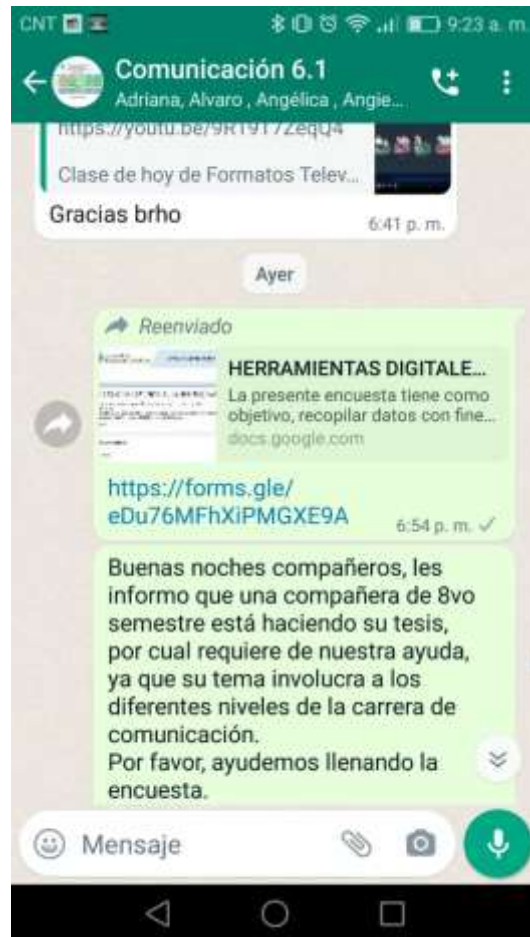 CNT 9:23 a. m.
Comunicación 6.1
Adriana, Alvaro , Angélica , Angie...
https://youtu.be/9R19T7ZeqQ4
Clase de hoy de Formatos Telev...
Gracias brho
6:41 p. m.
Ayer
Reenviado
HERRAMIENTAS DIGITALE...
La presente encuesta tiene como
objetivo, recopilar datos con fine...
docs.google.com
https://forms.gle/
eDu76MFhXiPMGXE9A
6:54 p. m.
Buenas noches compañeros, les
informo que una compañera de 8vo
semestre está haciendo su tesis,
por cual requiere de nuestra ayuda,
ya que su tema involucra a los
diferentes niveles de la carrera de
comunicación.
Por favor, ayudemos llenando la
encuesta.
Mensaje